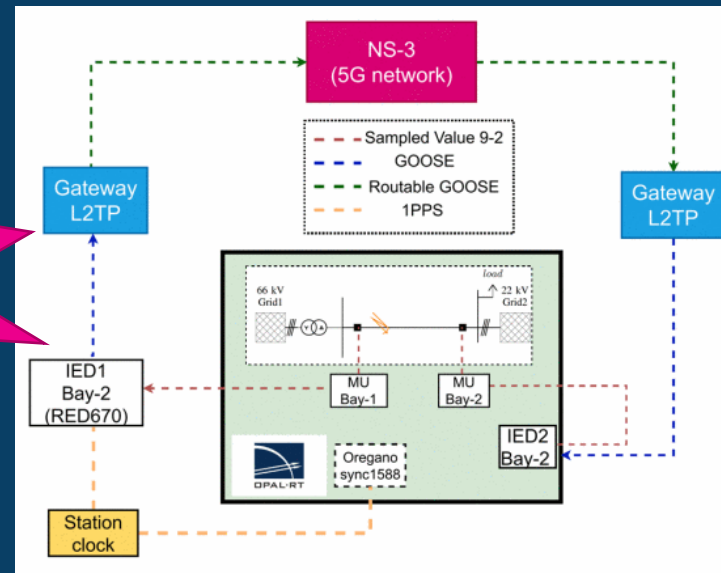 NS-3
(5G network)
Sampled Value 9-2
GOOSE
Routable GOOSE
1PPS
Gateway
L2TP
Gateway
L2TP
load
66 kV
Grid1
22 kV
Grid2
MU
Bay-1
MU
Bay-2
IED1
Bay-2
(RED670)
IED2
Bay-2
OPAL-RT
Oregano
sync1588
Station
clock